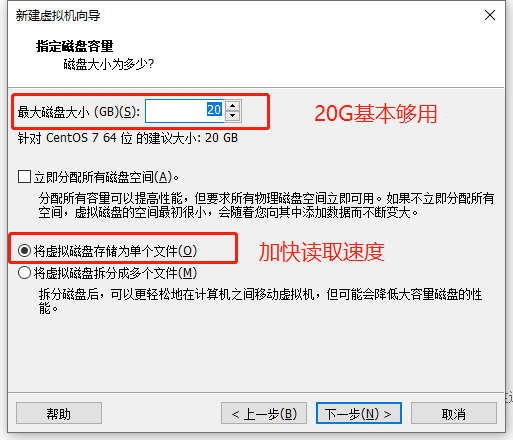 新建虚拟机向导
指定磁盘容量
磁盘大小为多少?
最大磁盘大小 (GB)(S): 20
20G基本够用
针对 CentOS 7 64 位 的建议大小: 20 GB
立即分配所有磁盘空间(A)。
分配所有容量可以提高性能，但要求所有物理磁盘空间立即可用。如果不立即分配所有
空间，虚拟磁盘的空间最初很小，会随着您向其中添加数据而不断变大。
将虚拟磁盘存储为单个文件(O)
加快读取速度
将虚拟磁盘拆分成多个文件(M)
拆分磁盘后，可以更轻松地在计算机之间移动虚拟机，但可能会降低大容量磁盘的性
能。
帮助
< 上一步(B)
下一步(N) >
取消